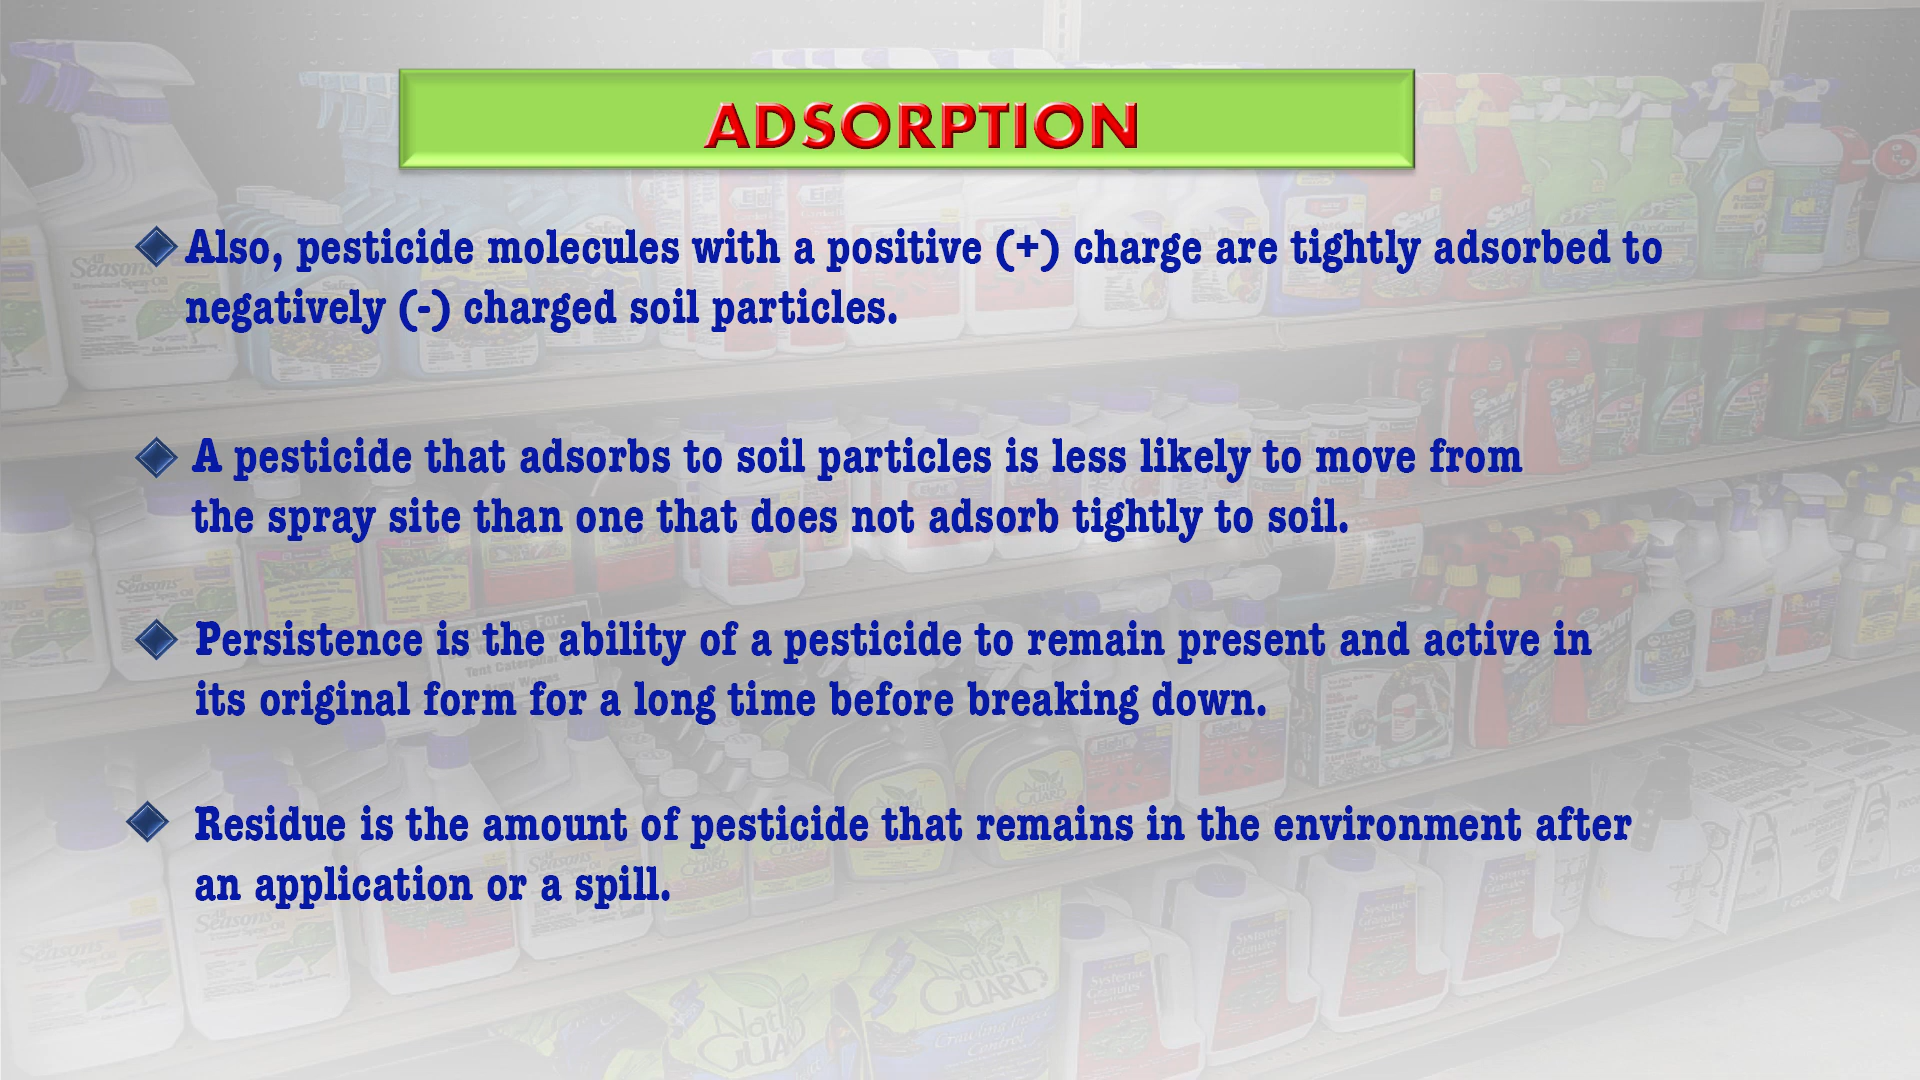 ADSORPTION
Also, pesticide molecules with a positive (+) charge are tightly adsorbed to
negatively (-) charged soil particles.
A pesticide that adsorbs to soil particles is less likely to move from
the spray site than one that does not adsorb tightly to soil.
Persistence is the ability of a pesticide to remain present and active in
its original form for a long time before breaking down.
Residue is the amount of pesticide that remains in the environment after
an application or a spill.